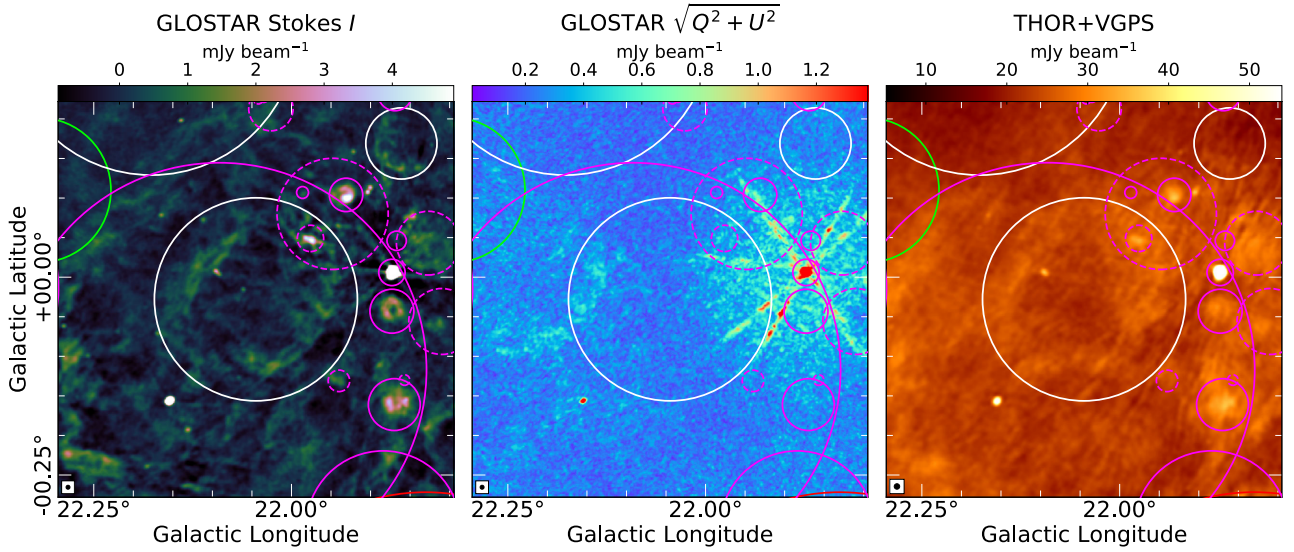 GLOSTAR Stokes I
mJy beam⁻¹
0 1 2 3 4
GLOSTAR √Q² + U²
mJy beam⁻¹
0.2 0.4 0.6 0.8 1.0 1.2
THOR+VGPS
mJy beam⁻¹
10 20 30 40 50
Galactic Latitude
+00.00°
-00.25°
22.25° 22.00°
Galactic Longitude
22.25° 22.00°
Galactic Longitude
22.25° 22.00°
Galactic Longitude